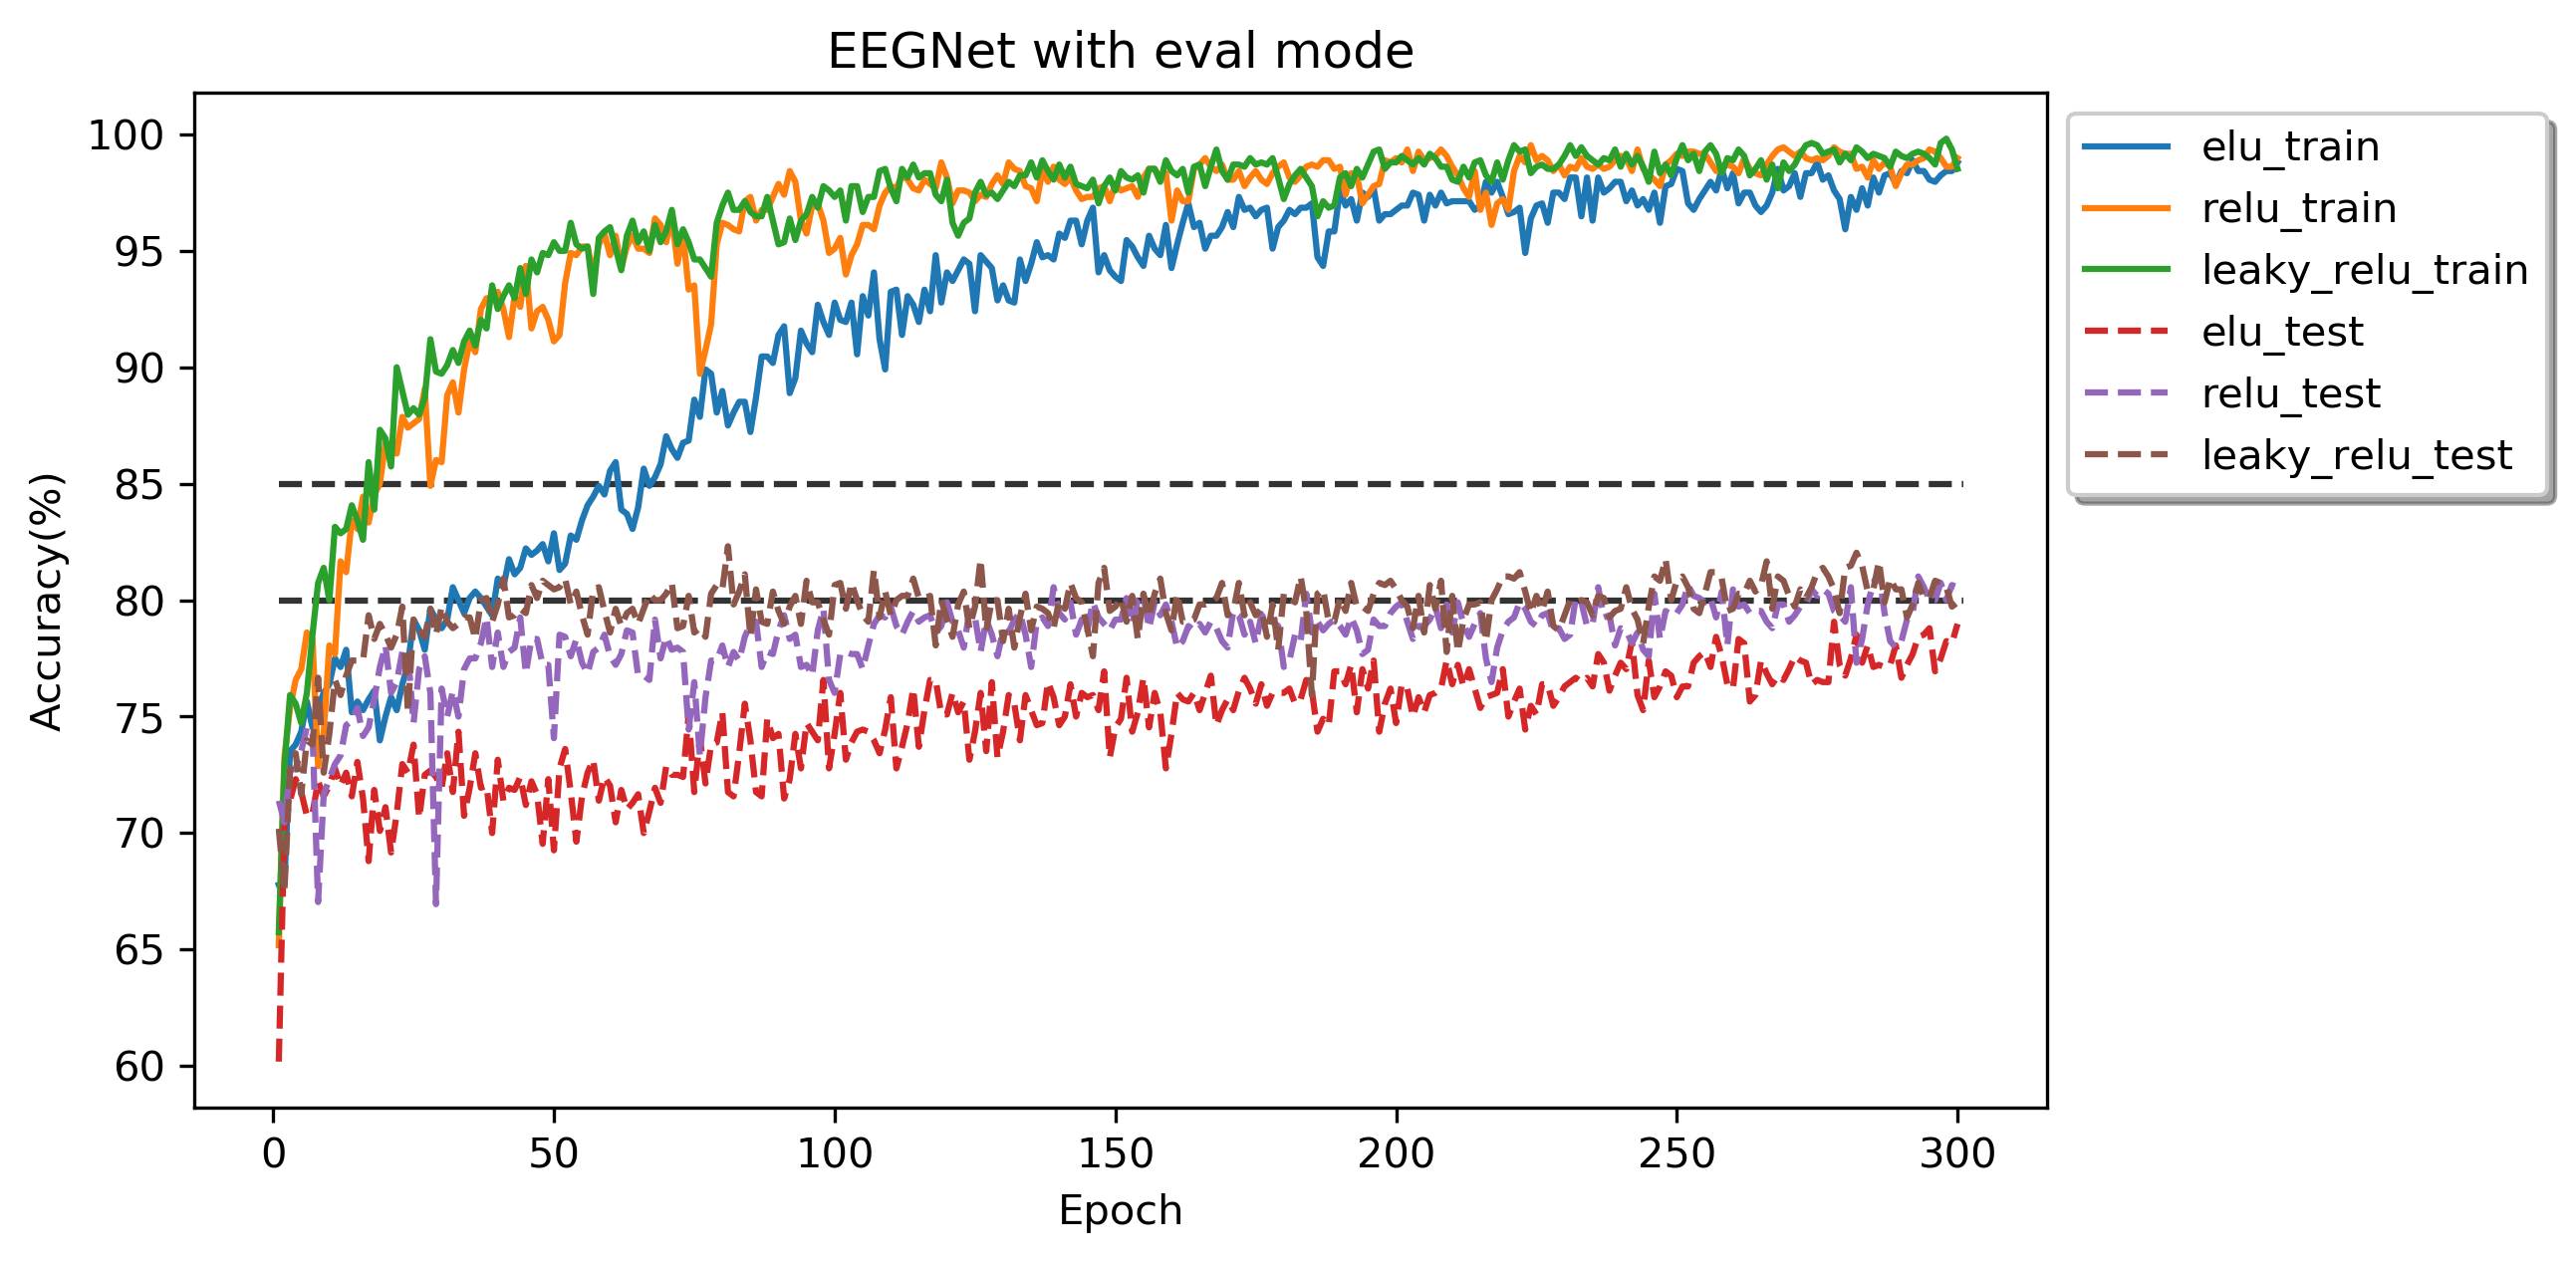 EEGNet with eval mode
Accuracy(%)
100
95
90
85
80
75
70
65
60
0 50 100 150 200 250 300
Epoch
elu_train
relu_train
leaky_relu_train
elu_test
relu_test
leaky_relu_test